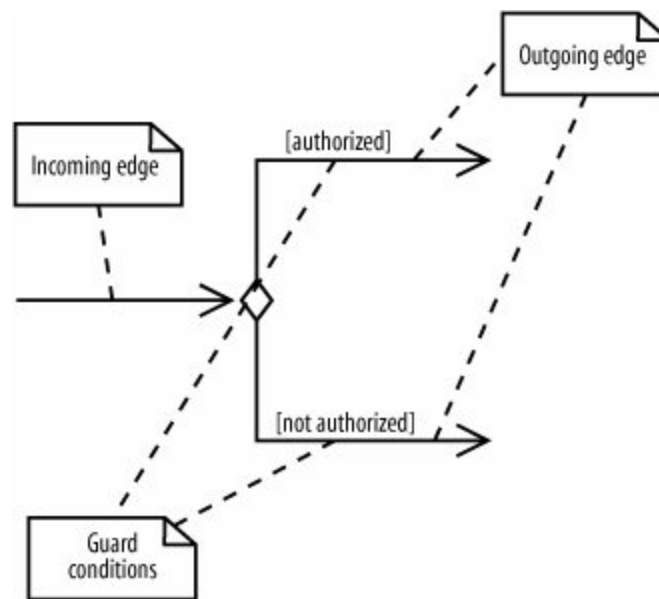 Outgoing edge
[authorized]
Incoming edge
[not authorized]
Guard
conditions